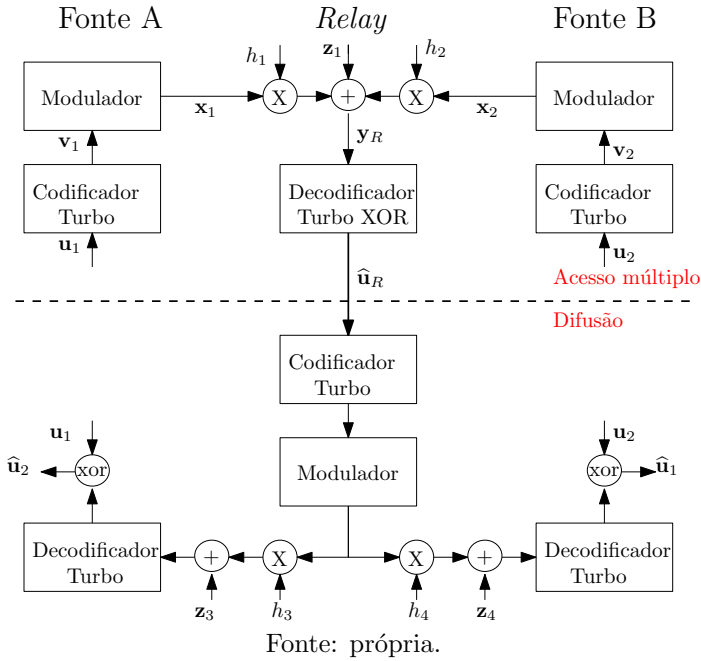 Fonte A
Relay
Fonte B
h₁
z₁
h₂
Modulador
x₁
X
+
X
x₂
Modulador
v₁
y_R
v₂
Codificador
Turbo
Decodificador
Turbo XOR
Codificador
Turbo
u₁
û_R
u₂
Acesso múltiplo
Difusão
Codificador
Turbo
u₁
u₂
û₂
xor
Modulador
xor
û₁
Decodificador
Turbo
+
X
X
+
Decodificador
Turbo
z₃
h₃
h₄
z₄
Fonte: própria.